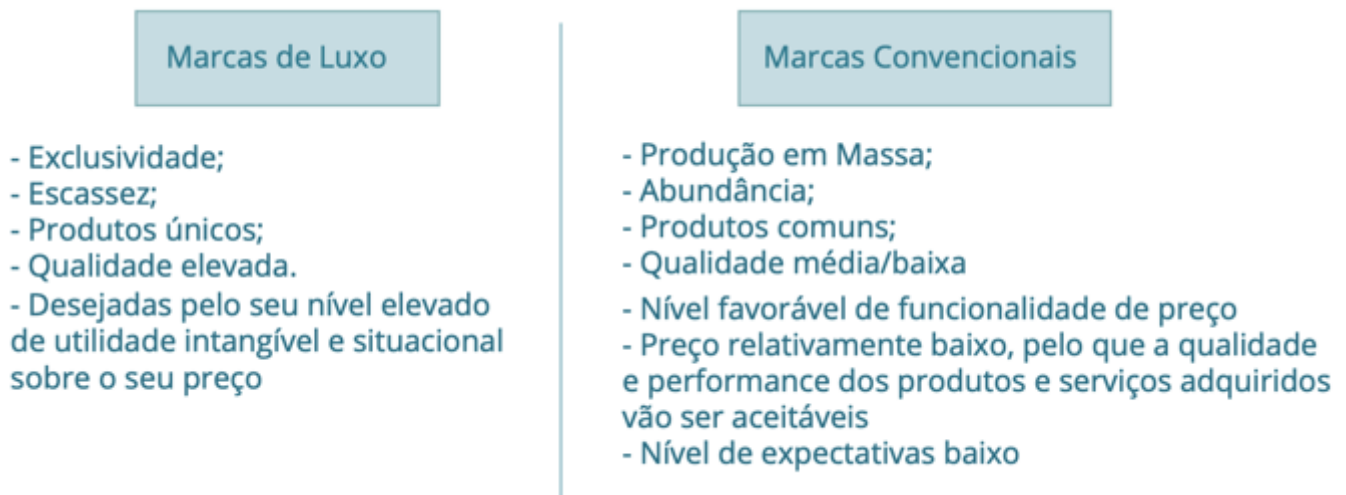 Marcas de Luxo
- Exclusividade;
- Escassez;
- Produtos únicos;
- Qualidade elevada.
- Desejadas pelo seu nível elevado
de utilidade intangível e situacional
sobre o seu preço
Marcas Convencionais
- Produção em Massa;
- Abundância;
- Produtos comuns;
- Qualidade média/baixa
- Nível favorável de funcionalidade de preço
- Preço relativamente baixo, pelo que a qualidade
e performance dos produtos e serviços adquiridos
vão ser aceitáveis
- Nível de expectativas baixo